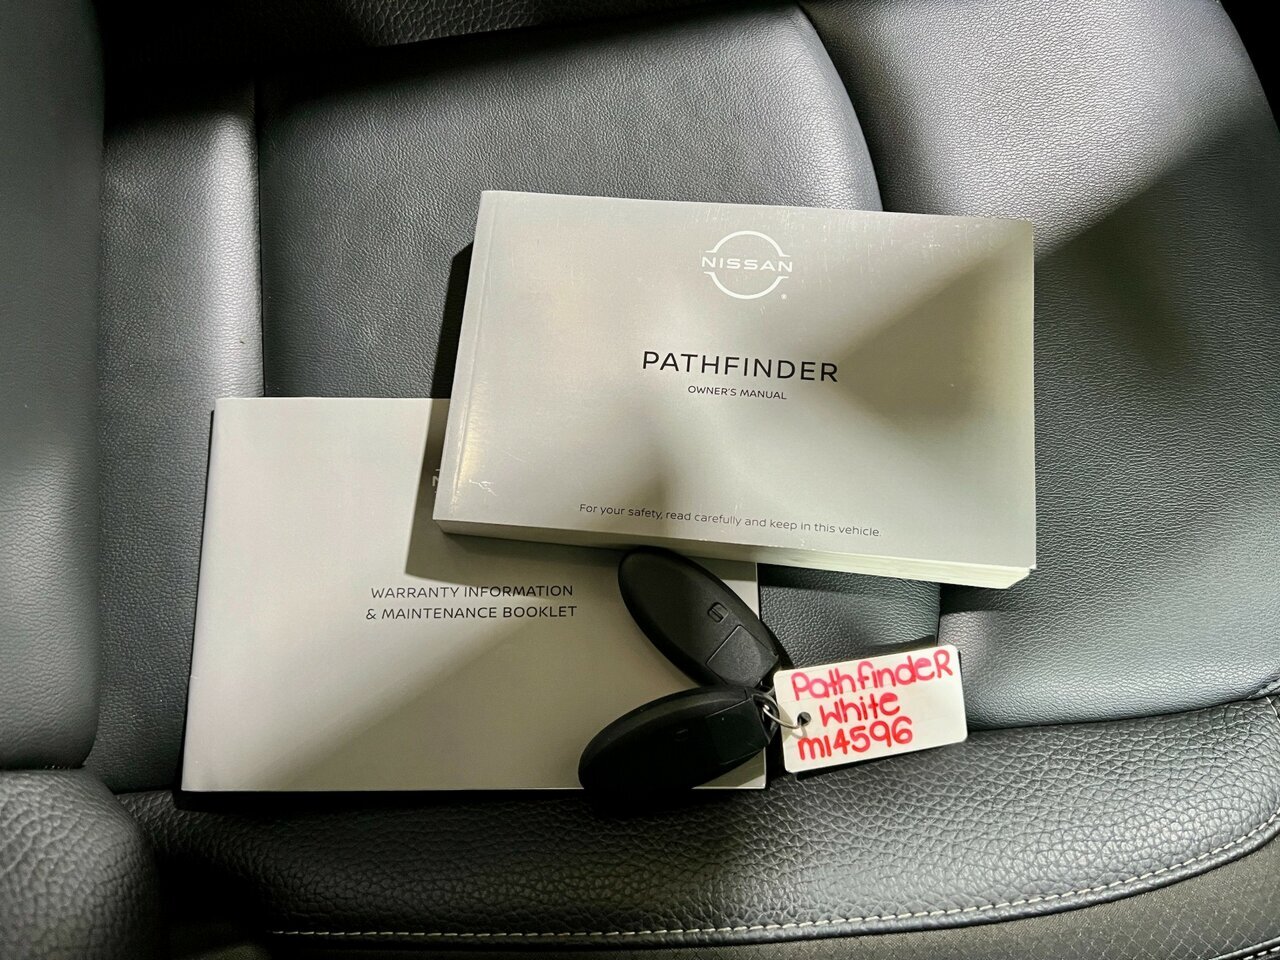 NISSAN
PATHFINDER
OWNER'S MANUAL
For your safety, read carefully and keep in this vehicle.
WARRANTY INFORMATION
& MAINTENANCE BOOKLET
PathfindeR
White
m14596